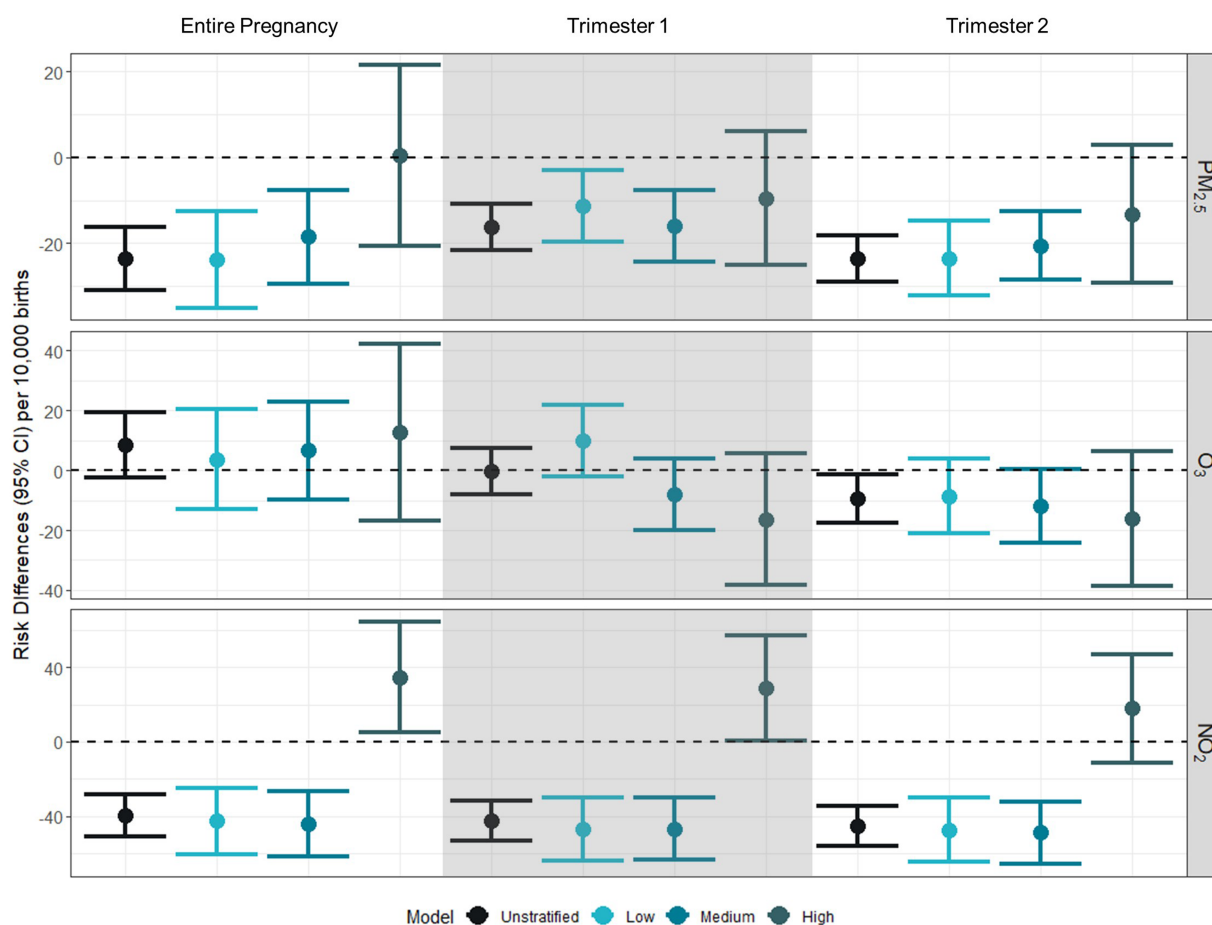 Entire Pregnancy Trimester 1 Trimester 2
Risk DIfferences (95% CI) per 10,000 births
20
0
-20
PM2.5
40
20
0
-20
-40
O3
40
0
-40
NO2
Model Unstratified Low Medium High